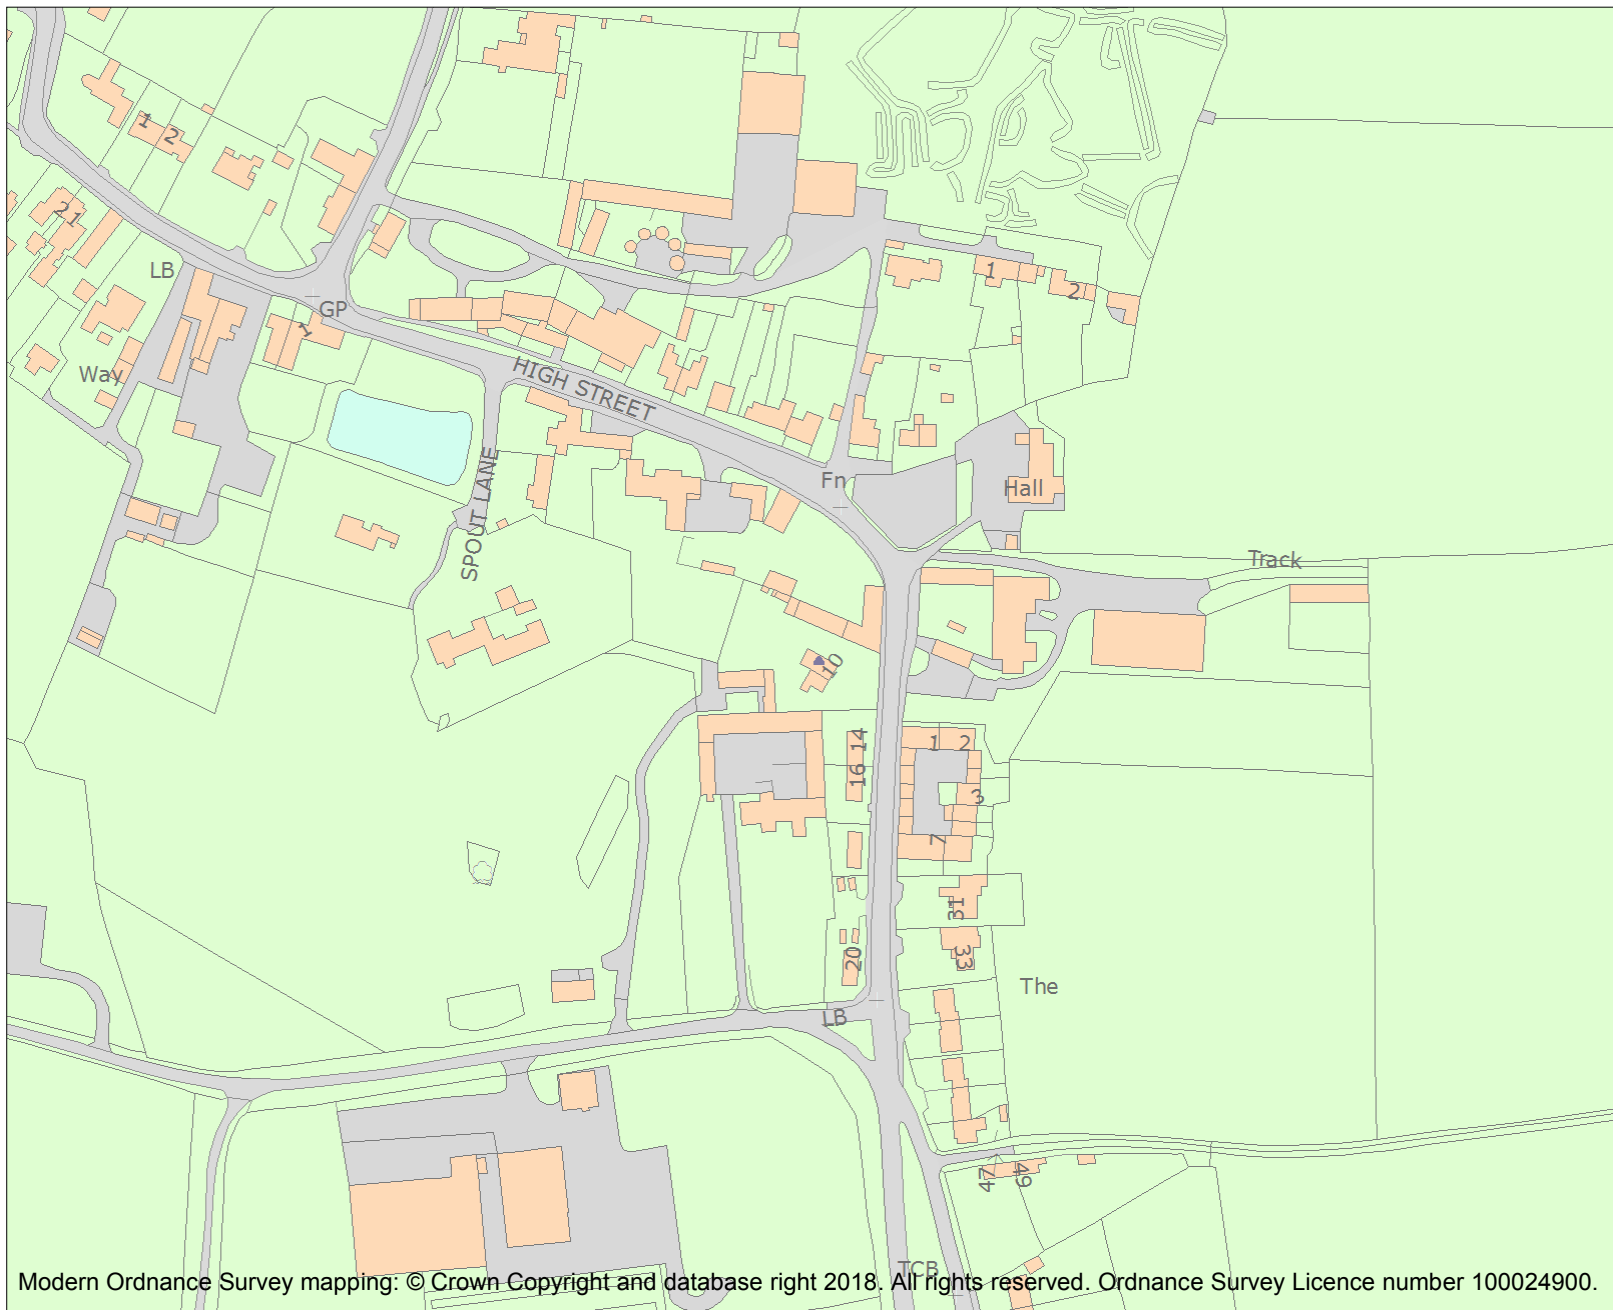 1
2
21
LB
GP
1
Way
HIGH STREET
1
2
SPOUT LANE
Fn
Hall
Track
10
14
16
1
2
3
7
31
33
20
The
LB
47
49
TCB
Modern Ordnance Survey mapping: © Crown Copyright and database right 2018. All rights reserved. Ordnance Survey Licence number 100024900.